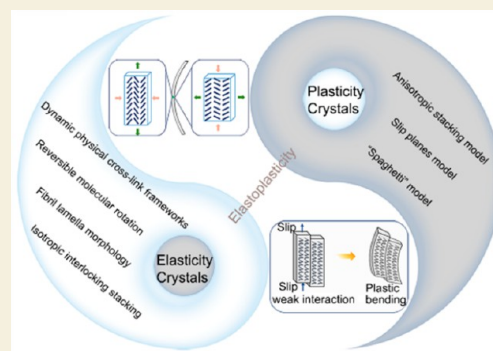 Dynamic physical cross-link frameworks
Reversible molecular rotation
Fibril lamella morphology
Isotropic interlocking stacking
Elasticity
Crystals
Elastoplasticity
Plasticity
Crystals
Anisotropic stacking model
Slip planes model
"Spaghetti" model
Slip
Slip
weak interaction
Plastic
bending